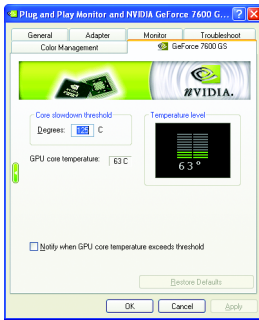 Plug and Play Monitor and NVIDIA GeForce 7600 G...
General Adapter Monitor Troubleshoot
Color Management GeForce 7600 GS
nVIDIA.
Core slowdown threshold
Degrees: 125 C
GPU core temperature: 63 C
Temperature level
63°
Notify when GPU core temperature exceeds threshold
Restore Defaults
OK Cancel Apply